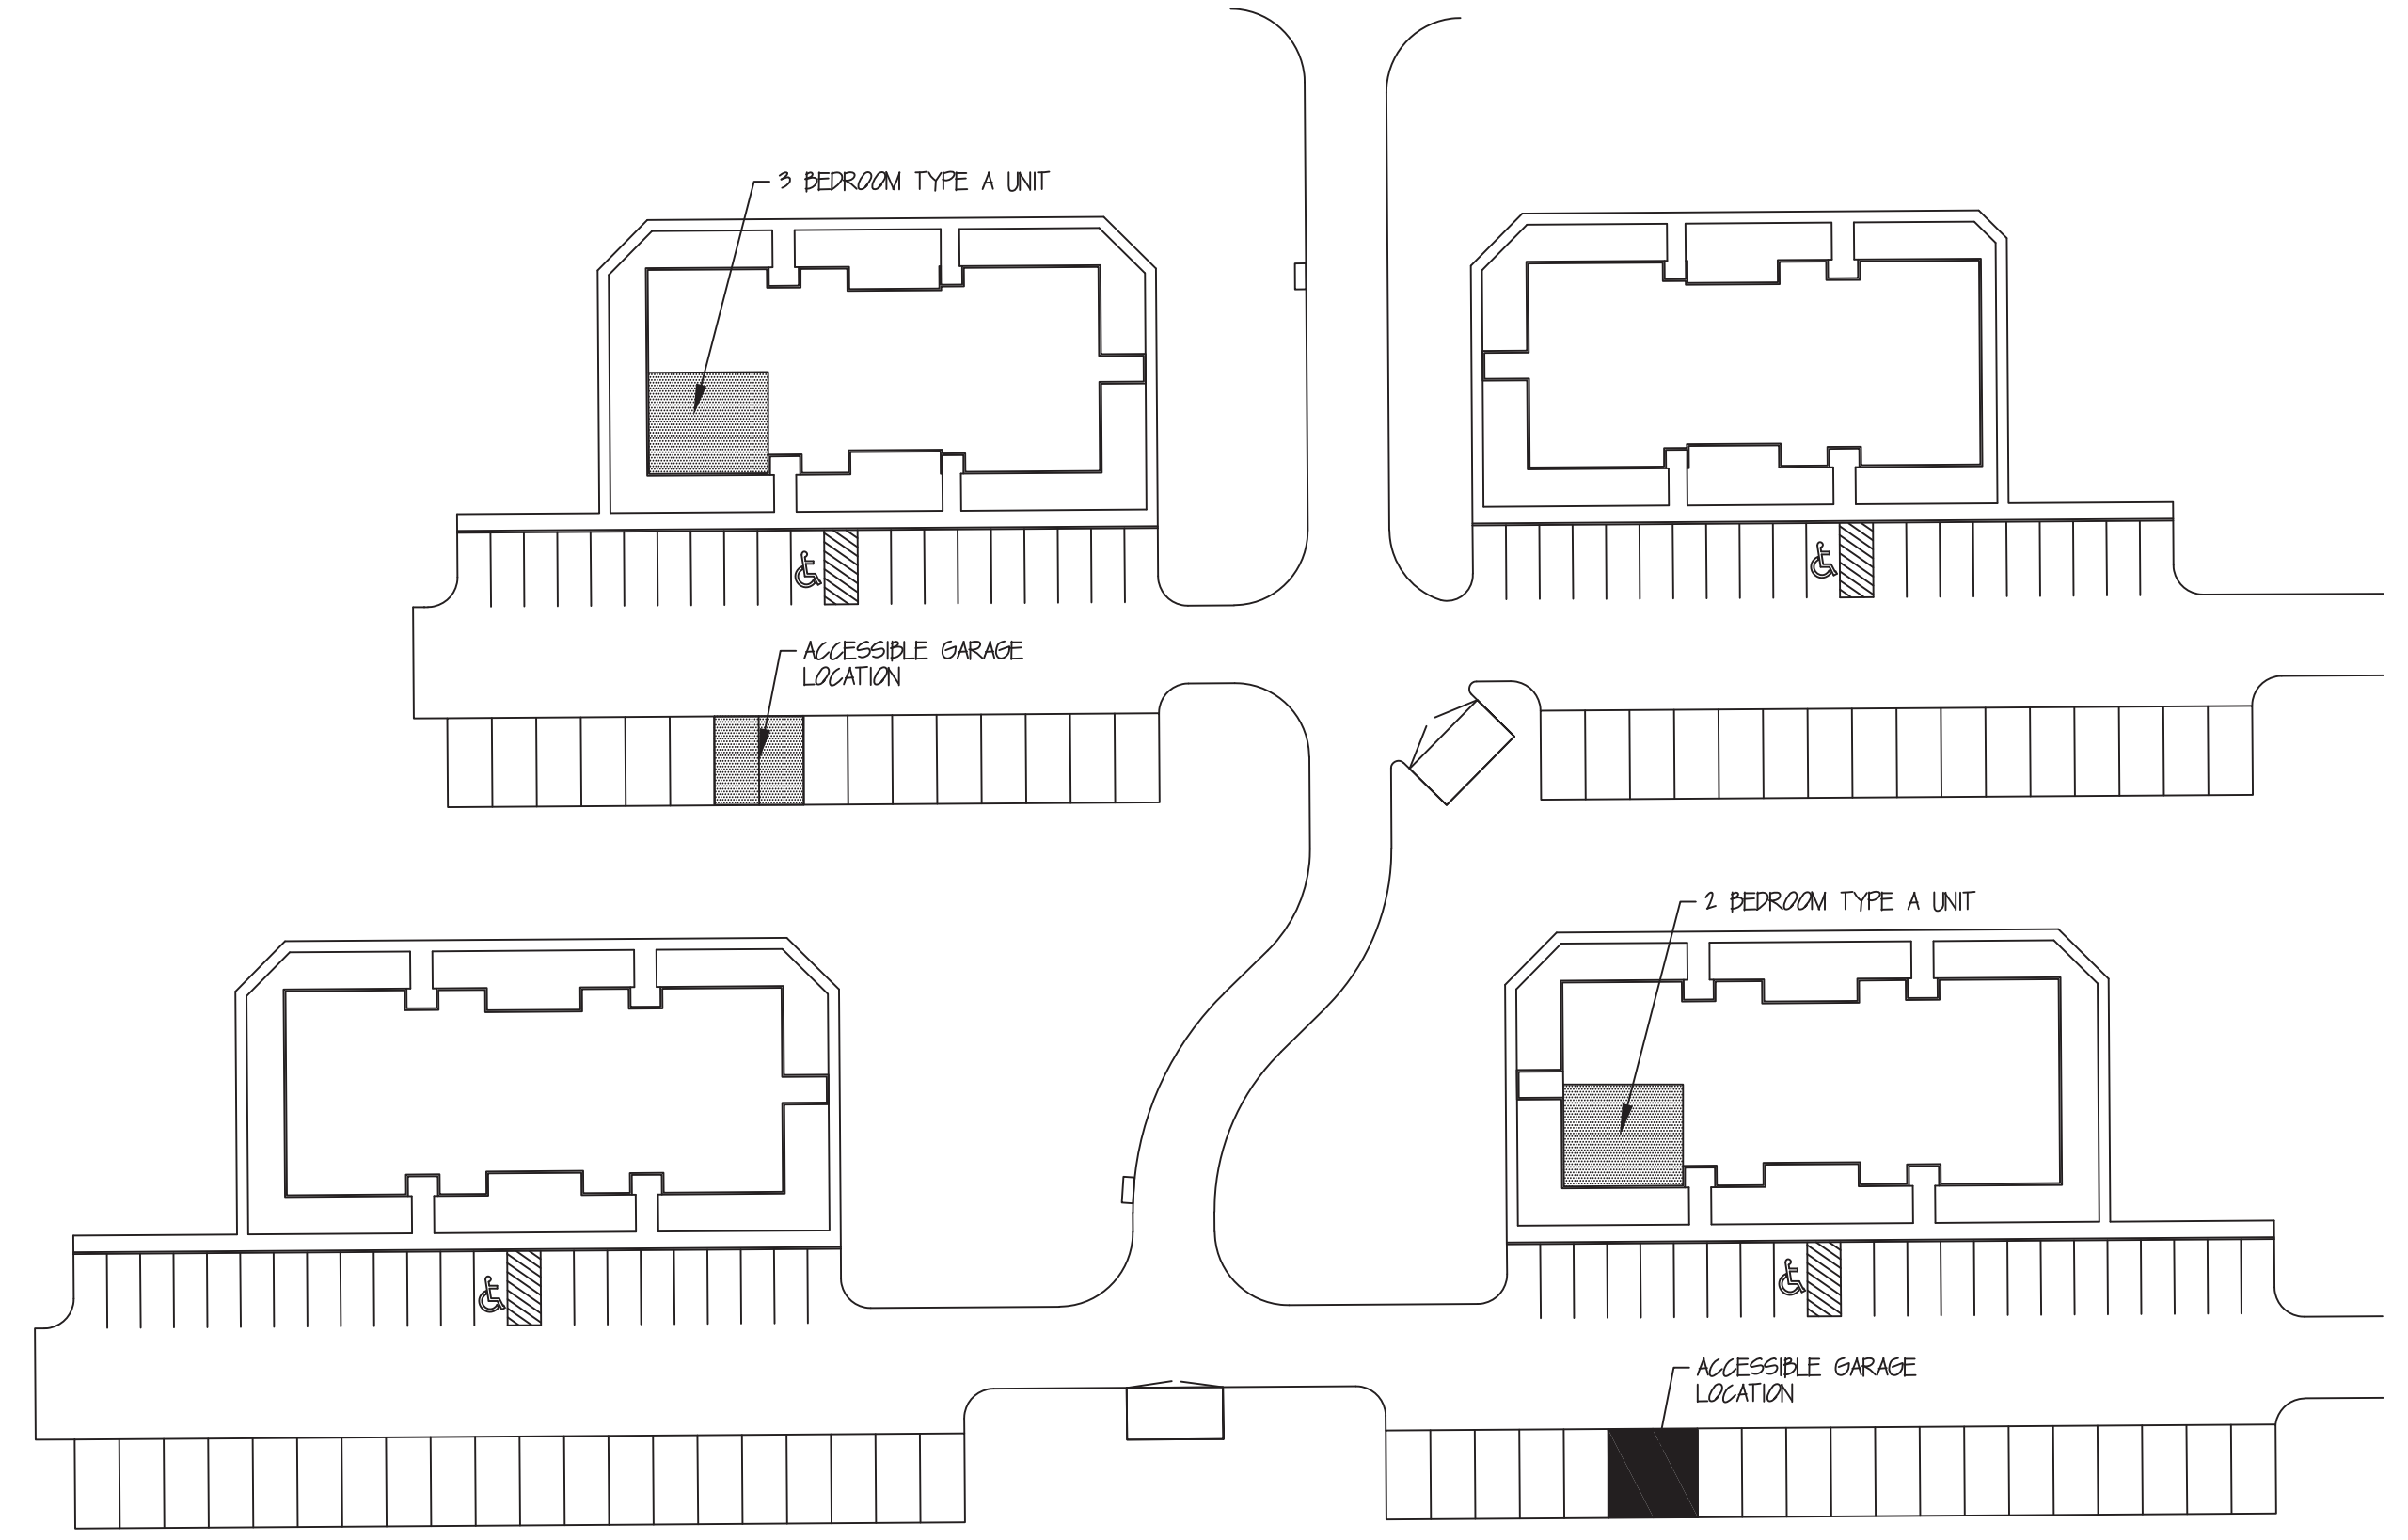 3 BEDROOM TYPE A UNIT
ACCESSIBLE GARAGE
LOCATION
2 BEDROOM TYPE A UNIT
ACCESSIBLE GARAGE
LOCATION